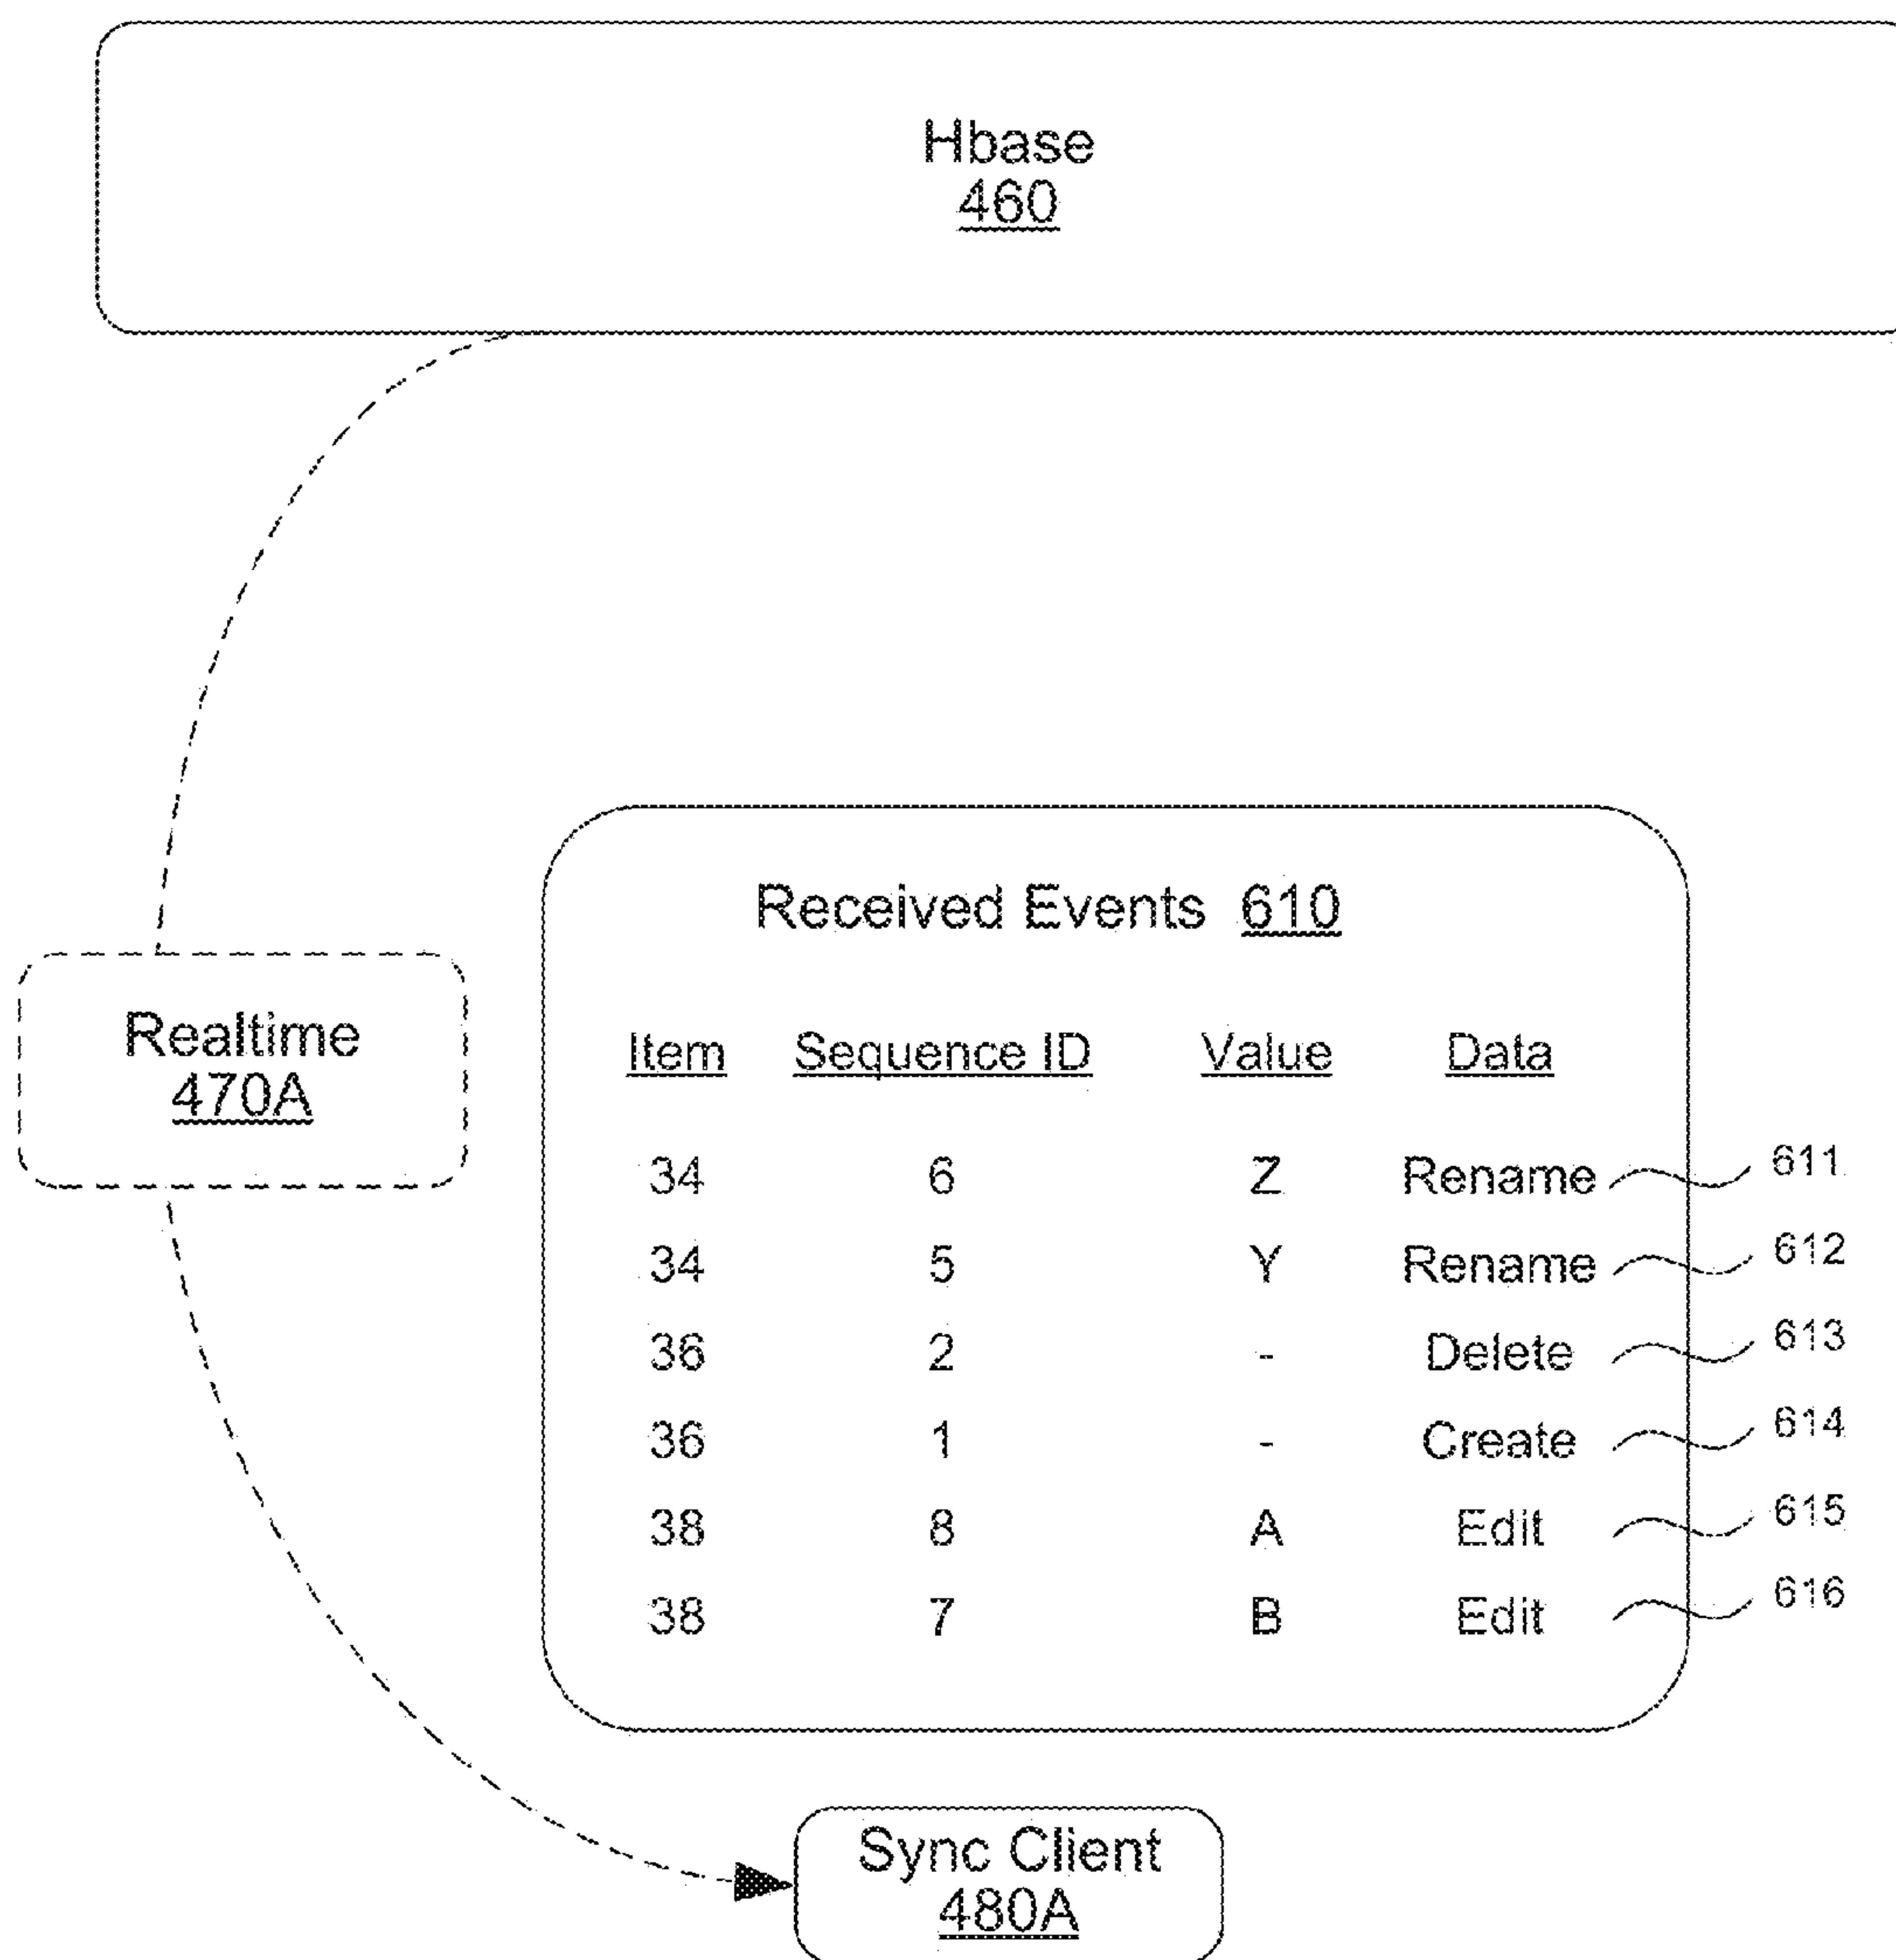 Hbase
460
Received Events 610
Realtime
470A
Item Sequence ID Value Data
34 6 Z Rename 611
34 5 Y Rename 612
36 2 - Delete 613
36 1 - Create 614
38 8 A Edit 615
38 7 B Edit 616
Sync Client
480A